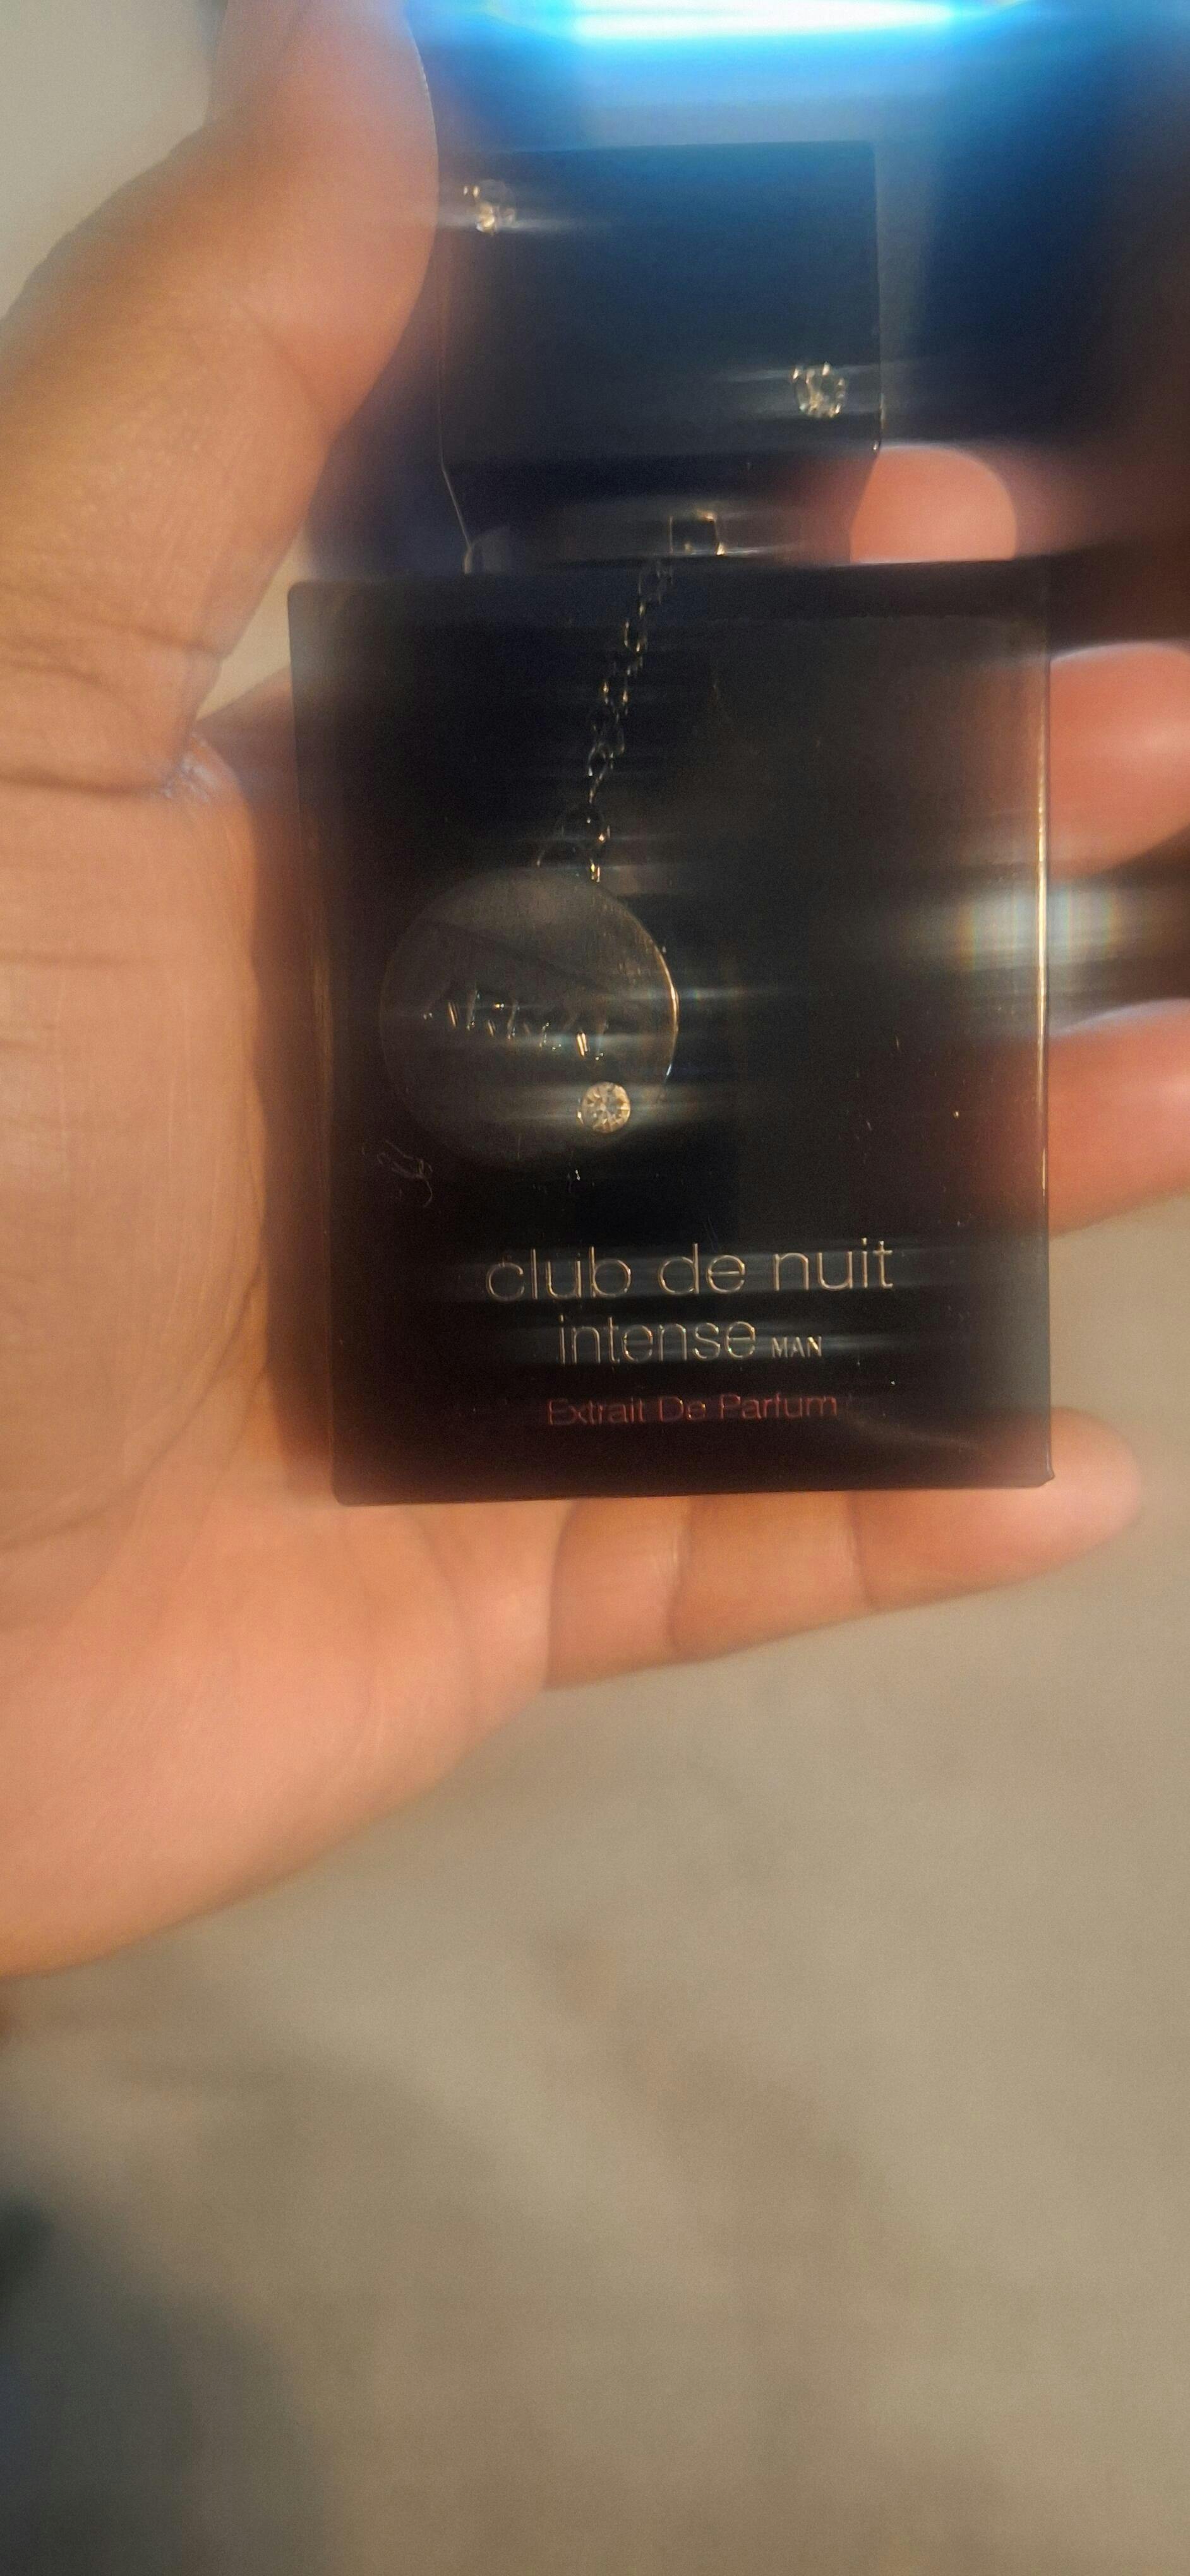 club de nuit
intense MAN
Extrait De Parfum